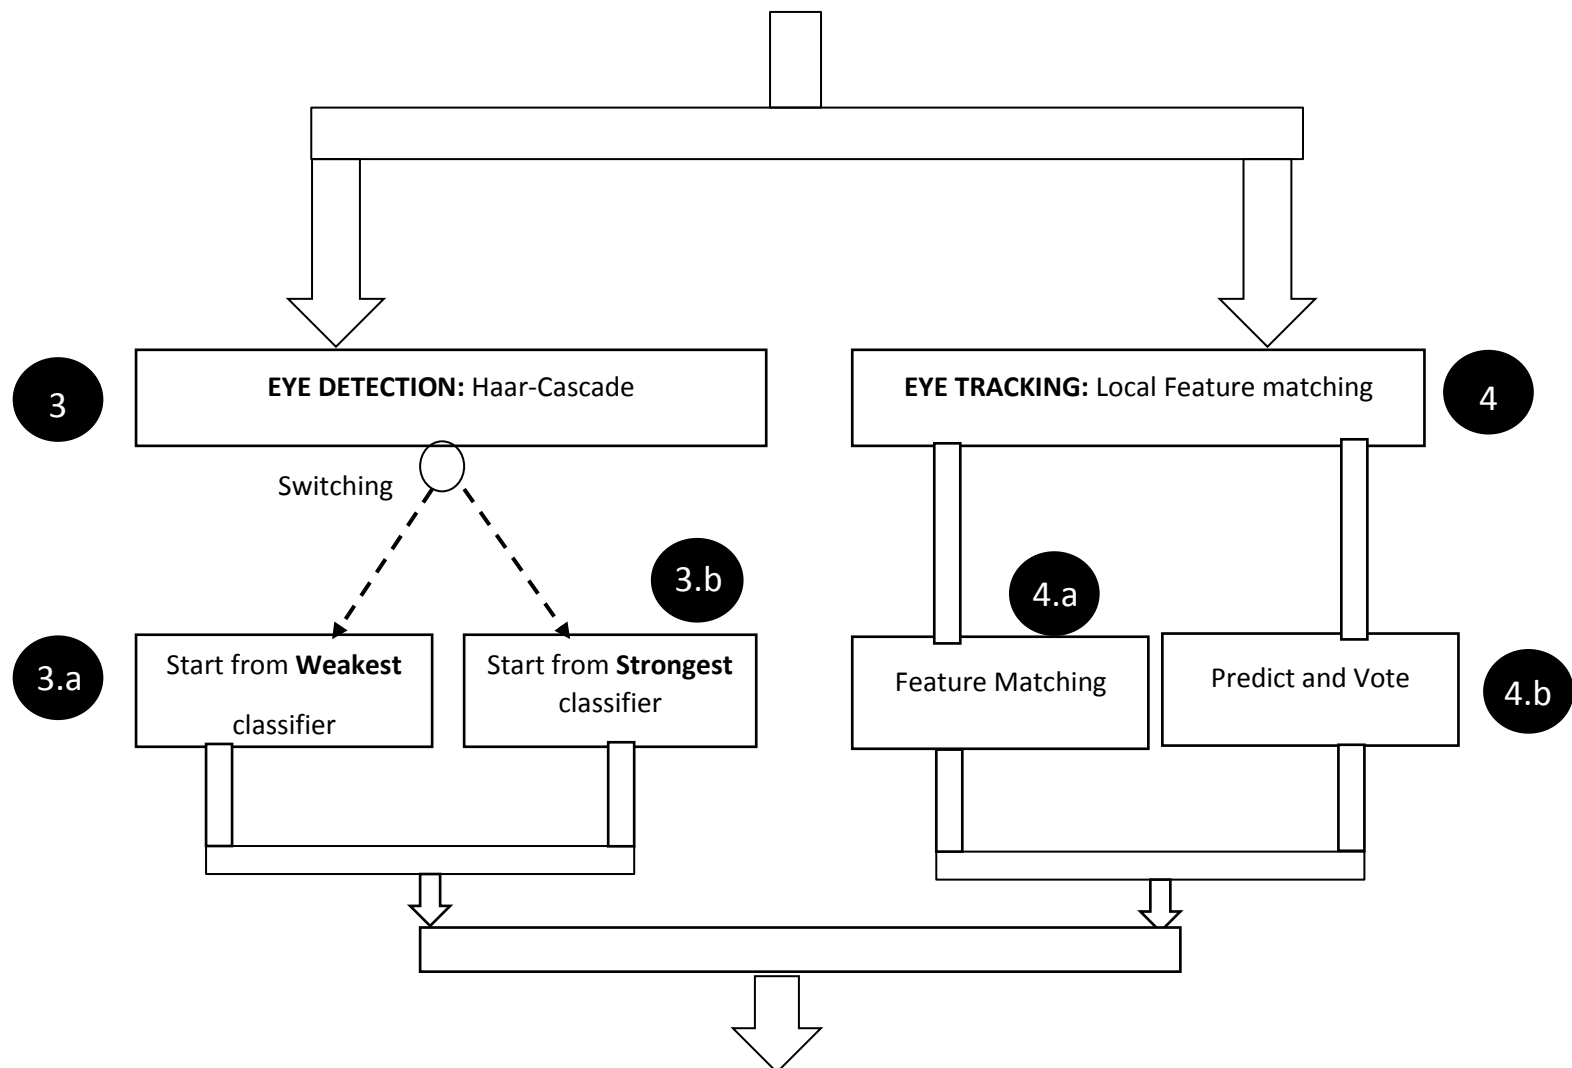 3
EYE DETECTION: Haar-Cascade
EYE TRACKING: Local Feature matching
4
Switching
3.b
4.a
3.a
Start from Weakest
classifier
Start from Strongest
classifier
Feature Matching
Predict and Vote
4.b